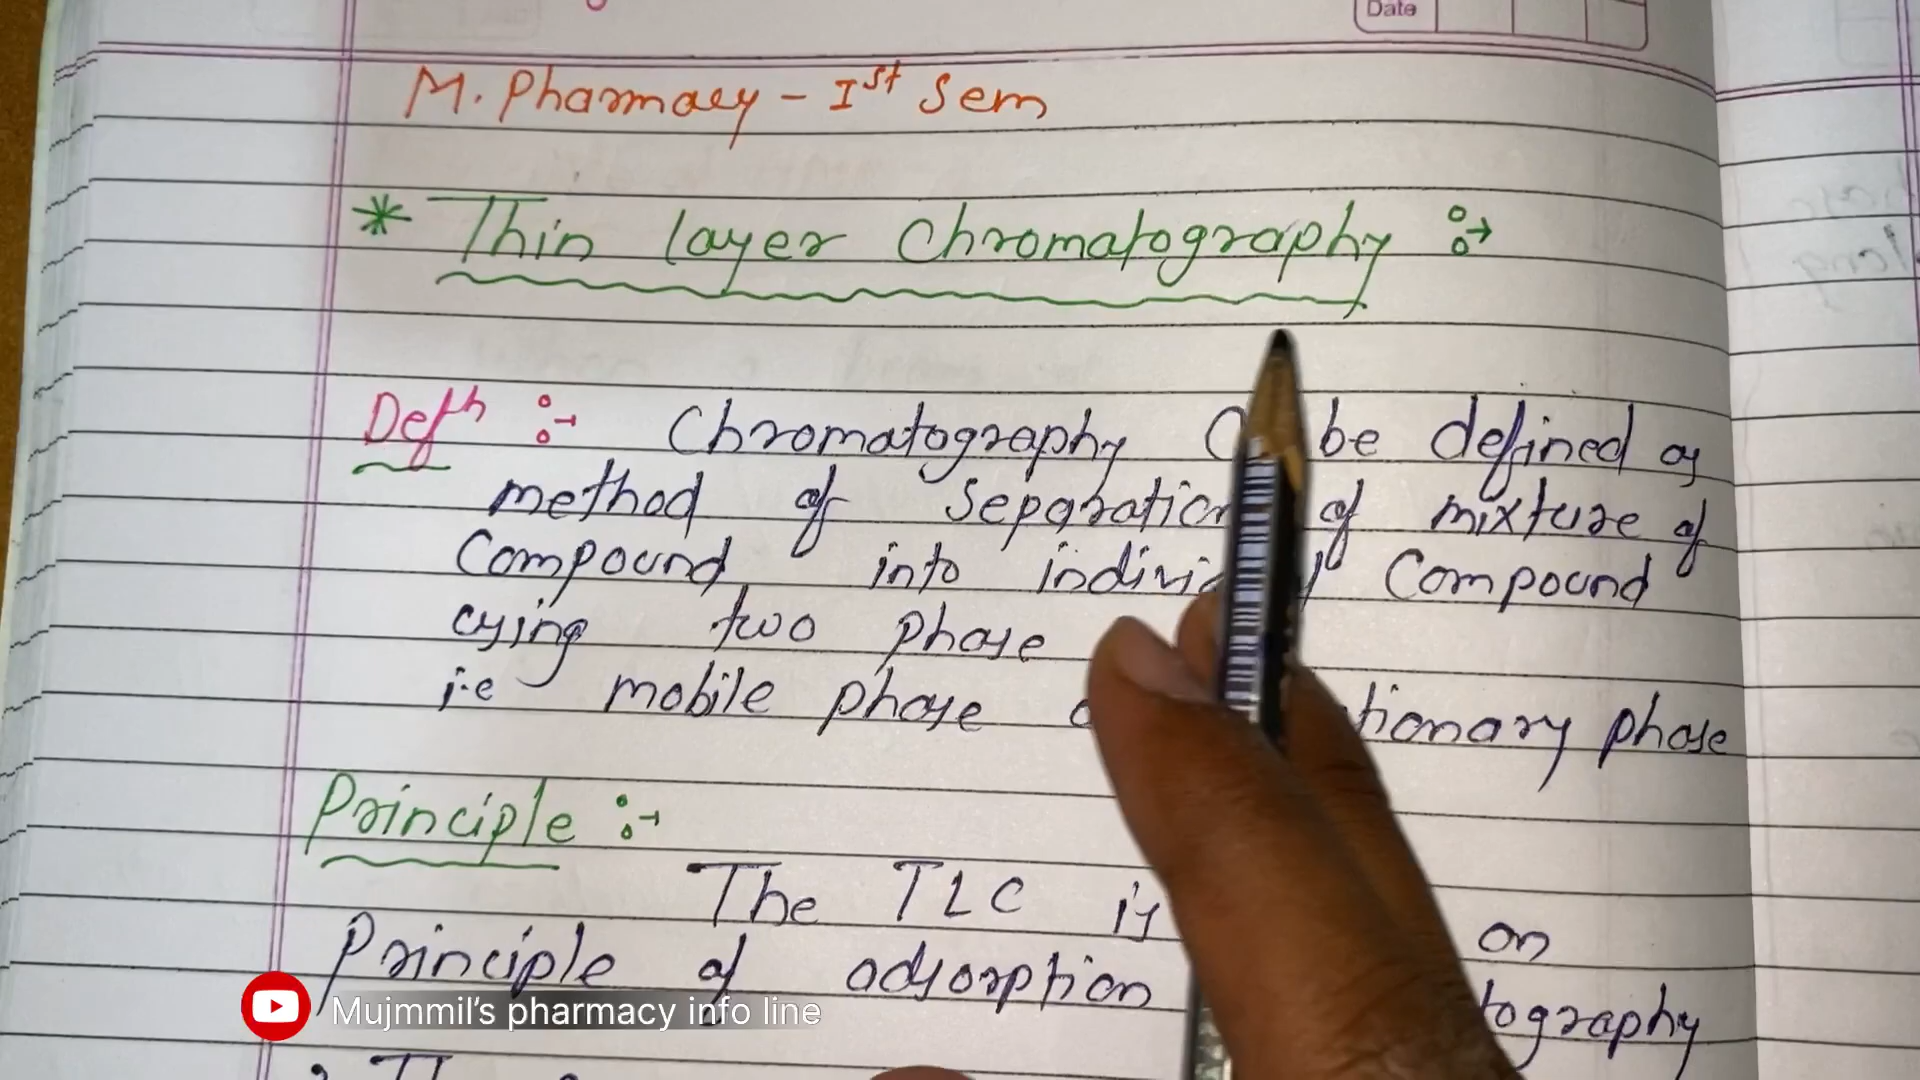 Date
M. Pharmacy - Ist Sem
* Thin layer Chromatography :→
Defn :→ Chromatography be defined as
method of Separation of mixture of
Compound into Compound
using two phase
i.e mobile phase phase
Principle :→
The TLC is on
Principle of adsorption
Mujmmil's pharmacy info line